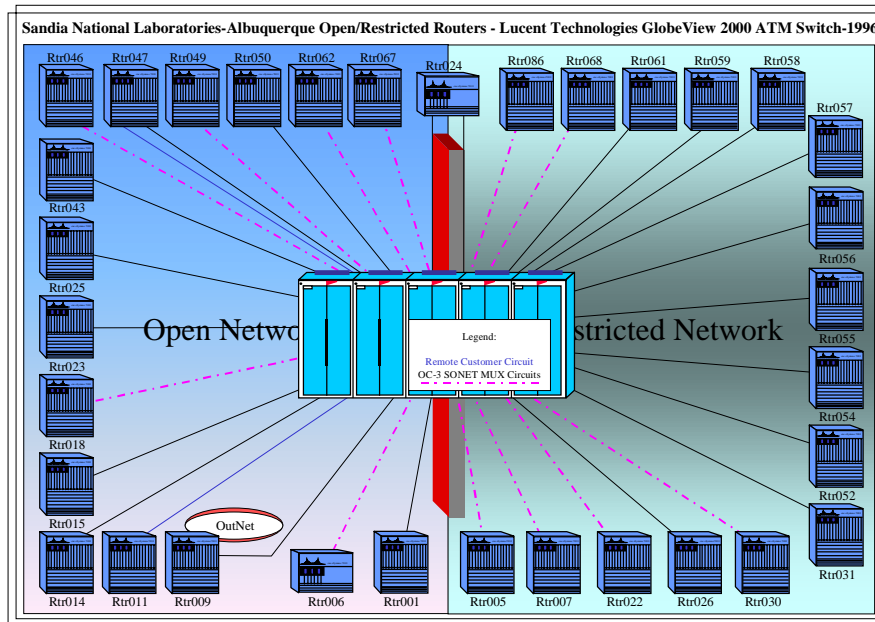 Sandia National Laboratories-Albuquerque Open/Restricted Routers - Lucent Technologies GlobeView 2000 ATM Switch-1996
Rtr046
Rtr047
Rtr049
Rtr050
Rtr062
Rtr067
Rtr024
Rtr086
Rtr068
Rtr061
Rtr059
Rtr058
Rtr057
Rtr043
Rtr056
Rtr025
Open Netwo
stricted Network
Legend:
Remote Customer Circuit
OC-3 SONET MUX Circuits
Rtr055
Rtr023
Rtr054
Rtr018
Rtr052
Rtr015
OutNet
Rtr031
Rtr014
Rtr011
Rtr009
Rtr006
Rtr001
Rtr005
Rtr007
Rtr022
Rtr026
Rtr030